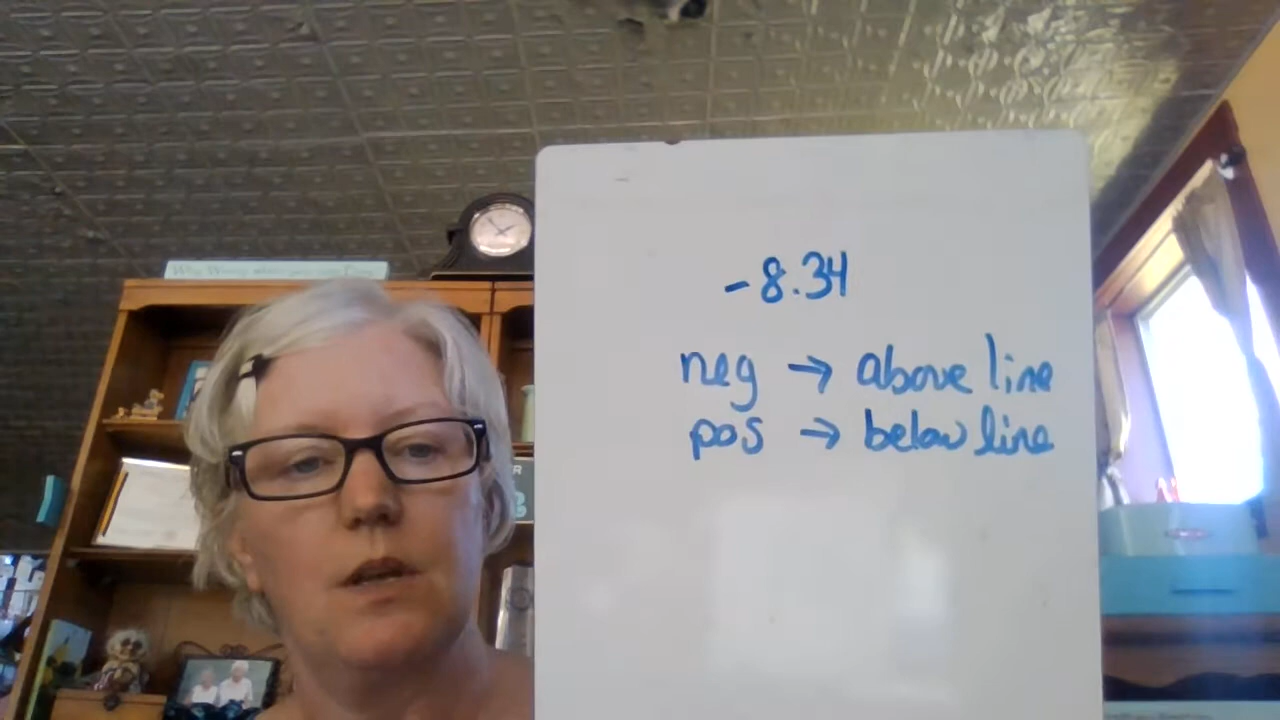 -8.34
neg → above line
pos → below line